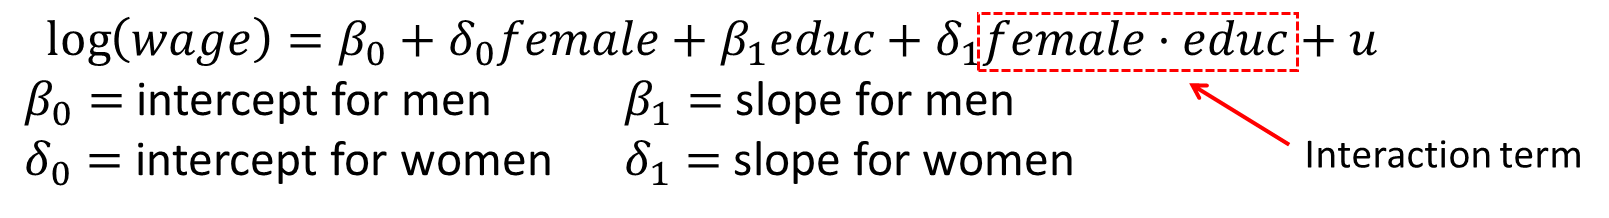 log(wage) = β₀ + δ₀female + β₁educ + δ₁female · educ + u
β₀ = intercept for men β₁ = slope for men
δ₀ = intercept for women δ₁ = slope for women
Interaction term